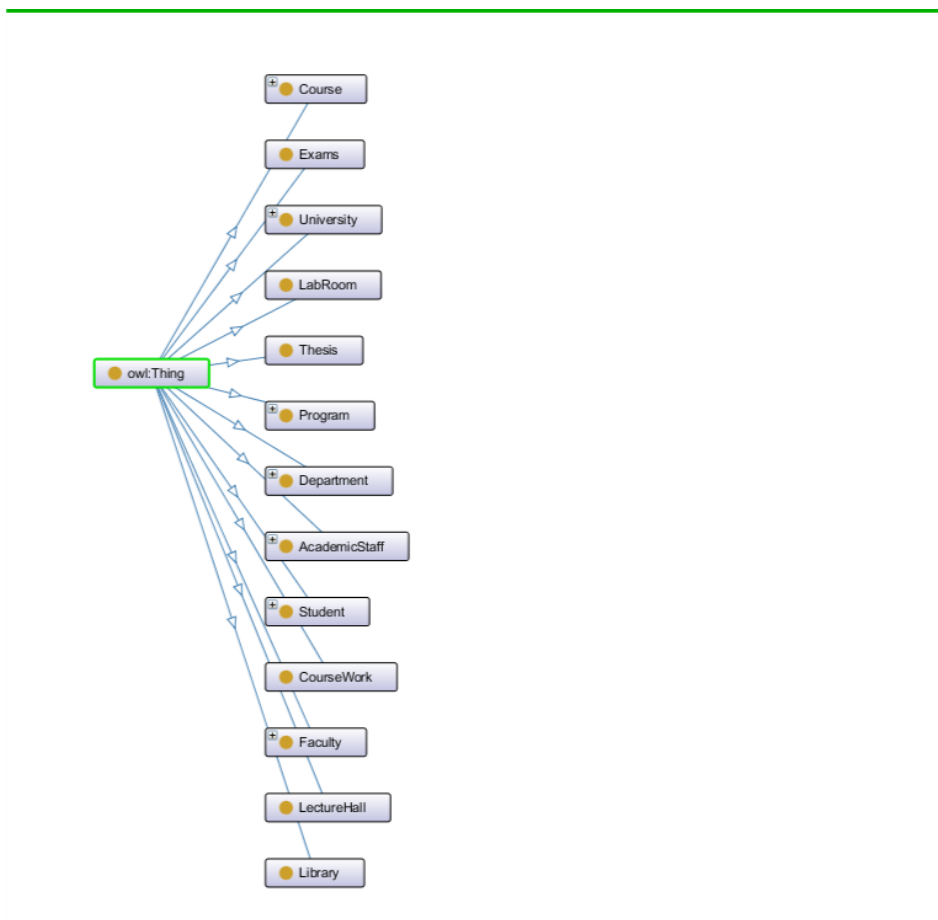 Course
Exams
University
LabRoom
Thesis
owl:Thing
Program
Department
AcademicStaff
Student
CourseWork
Faculty
LectureHall
Library